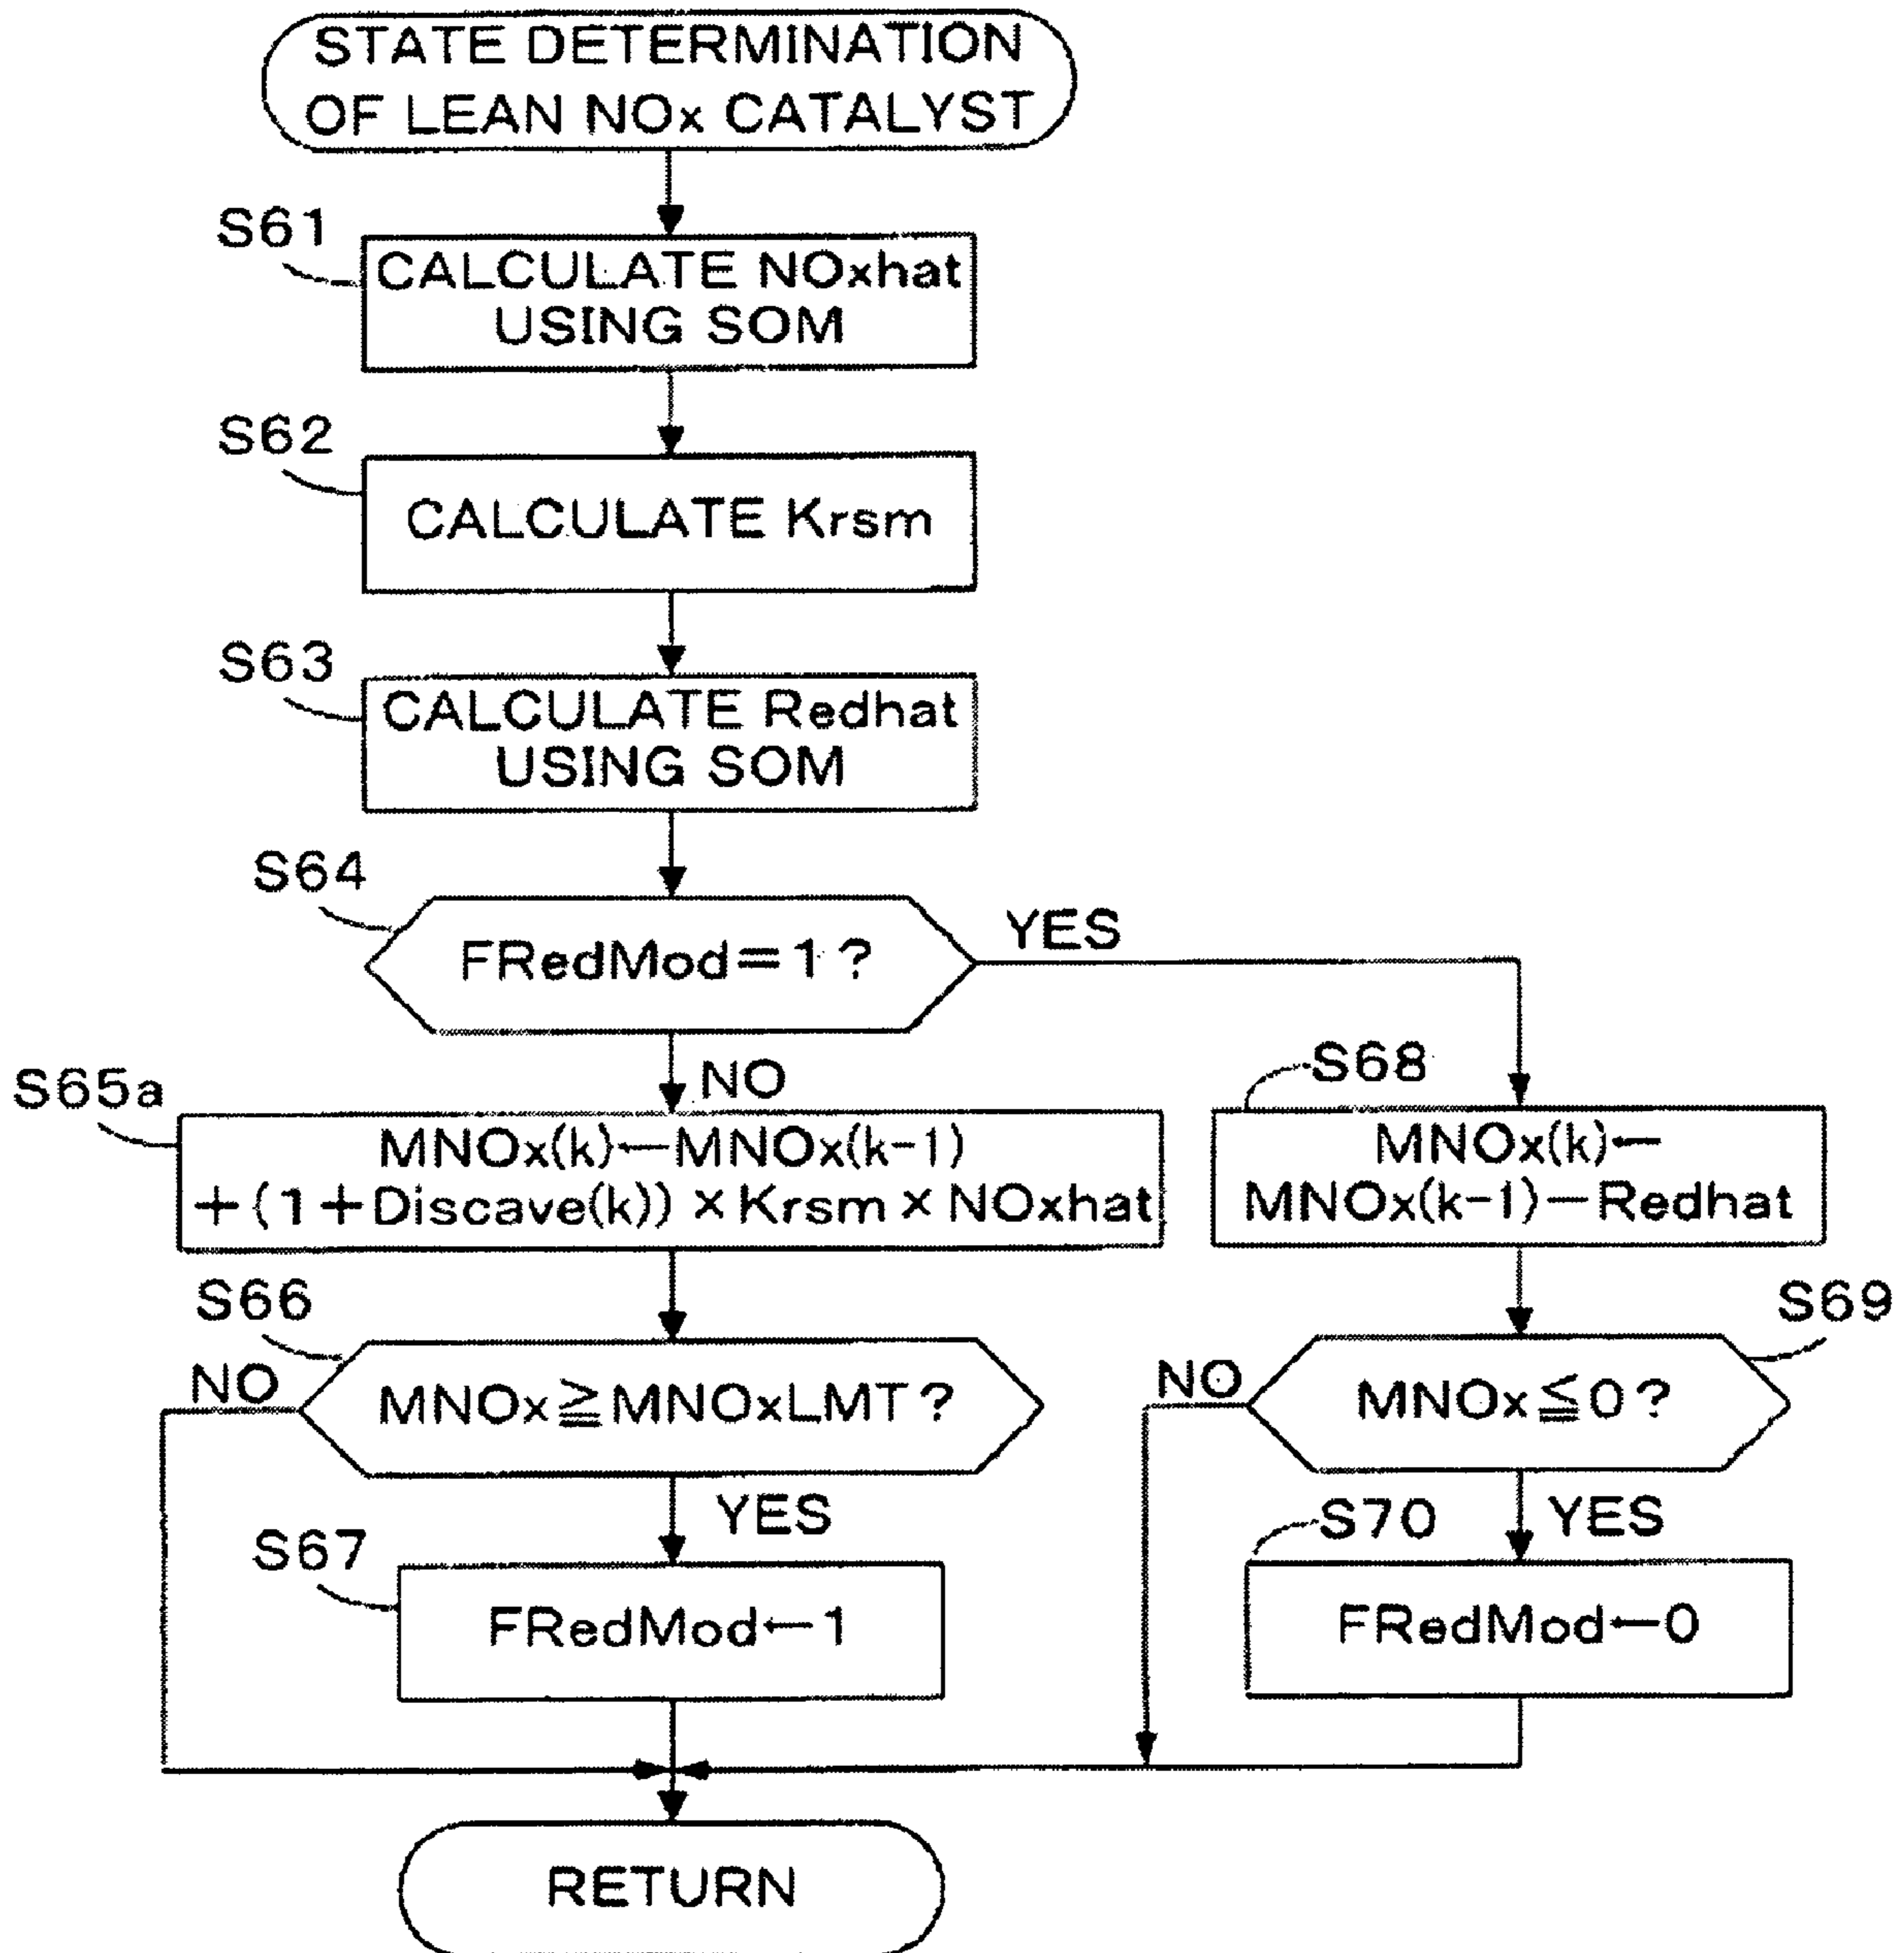 STATE DETERMINATION
OF LEAN NOx CATALYST
S61
CALCULATE NOxhat
USING SOM
S62
CALCULATE Krsm
S63
CALCULATE Redhat
USING SOM
S64
FRedMod=1?
YES
NO
S65a
MNOx(k)←MNOx(k-1)
+(1+Discave(k))×Krsm×NOxhat
S68
MNOx(k)←
MNOx(k-1)−Redhat
S66
NO
MNOx≧MNOxLMT?
YES
S69
NO
MNOx≦0?
YES
S67
FRedMod←1
S70
FRedMod←0
RETURN